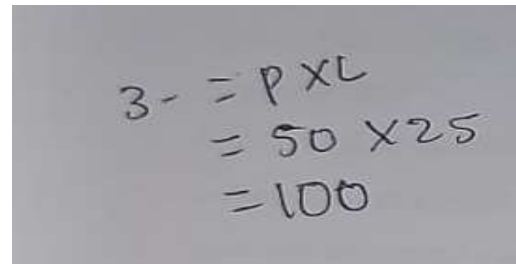 3- = P X L
= 50 X 25
= 100